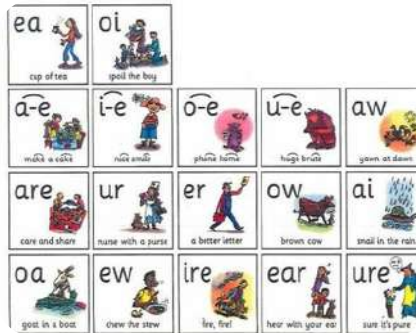 ea
cup of tea
oi
spoil the boy
a-e
make a cake
i-e
nice smile
o-e
phone home
u-e
huge brute
aw
yawn at dawn
are
care and share
ur
nurse with a purse
er
a better letter
ow
brown cow
ai
snail in the rain
oa
goat in a boat
ew
chew the stew
ire
fire, fire!
ear
hear with your ear
ure
sure it's pure